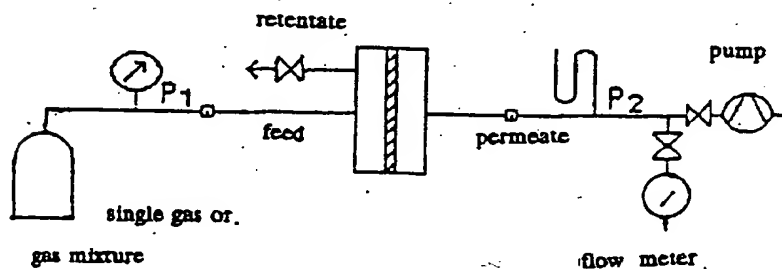 retentate
pump
P1
P2
feed
permeate
single gas or.
gas mixture
flow meter